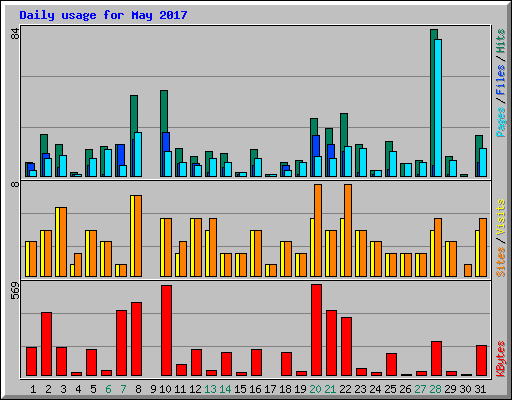 Daily usage for May 2017
84
Pages / Files / Hits
8
Sites / Visits
569
KBytes
1 2 3 4 5 6 7 8 9 10 11 12 13 14 15 16 17 18 19 20 21 22 23 24 25 26 27 28 29 30 31